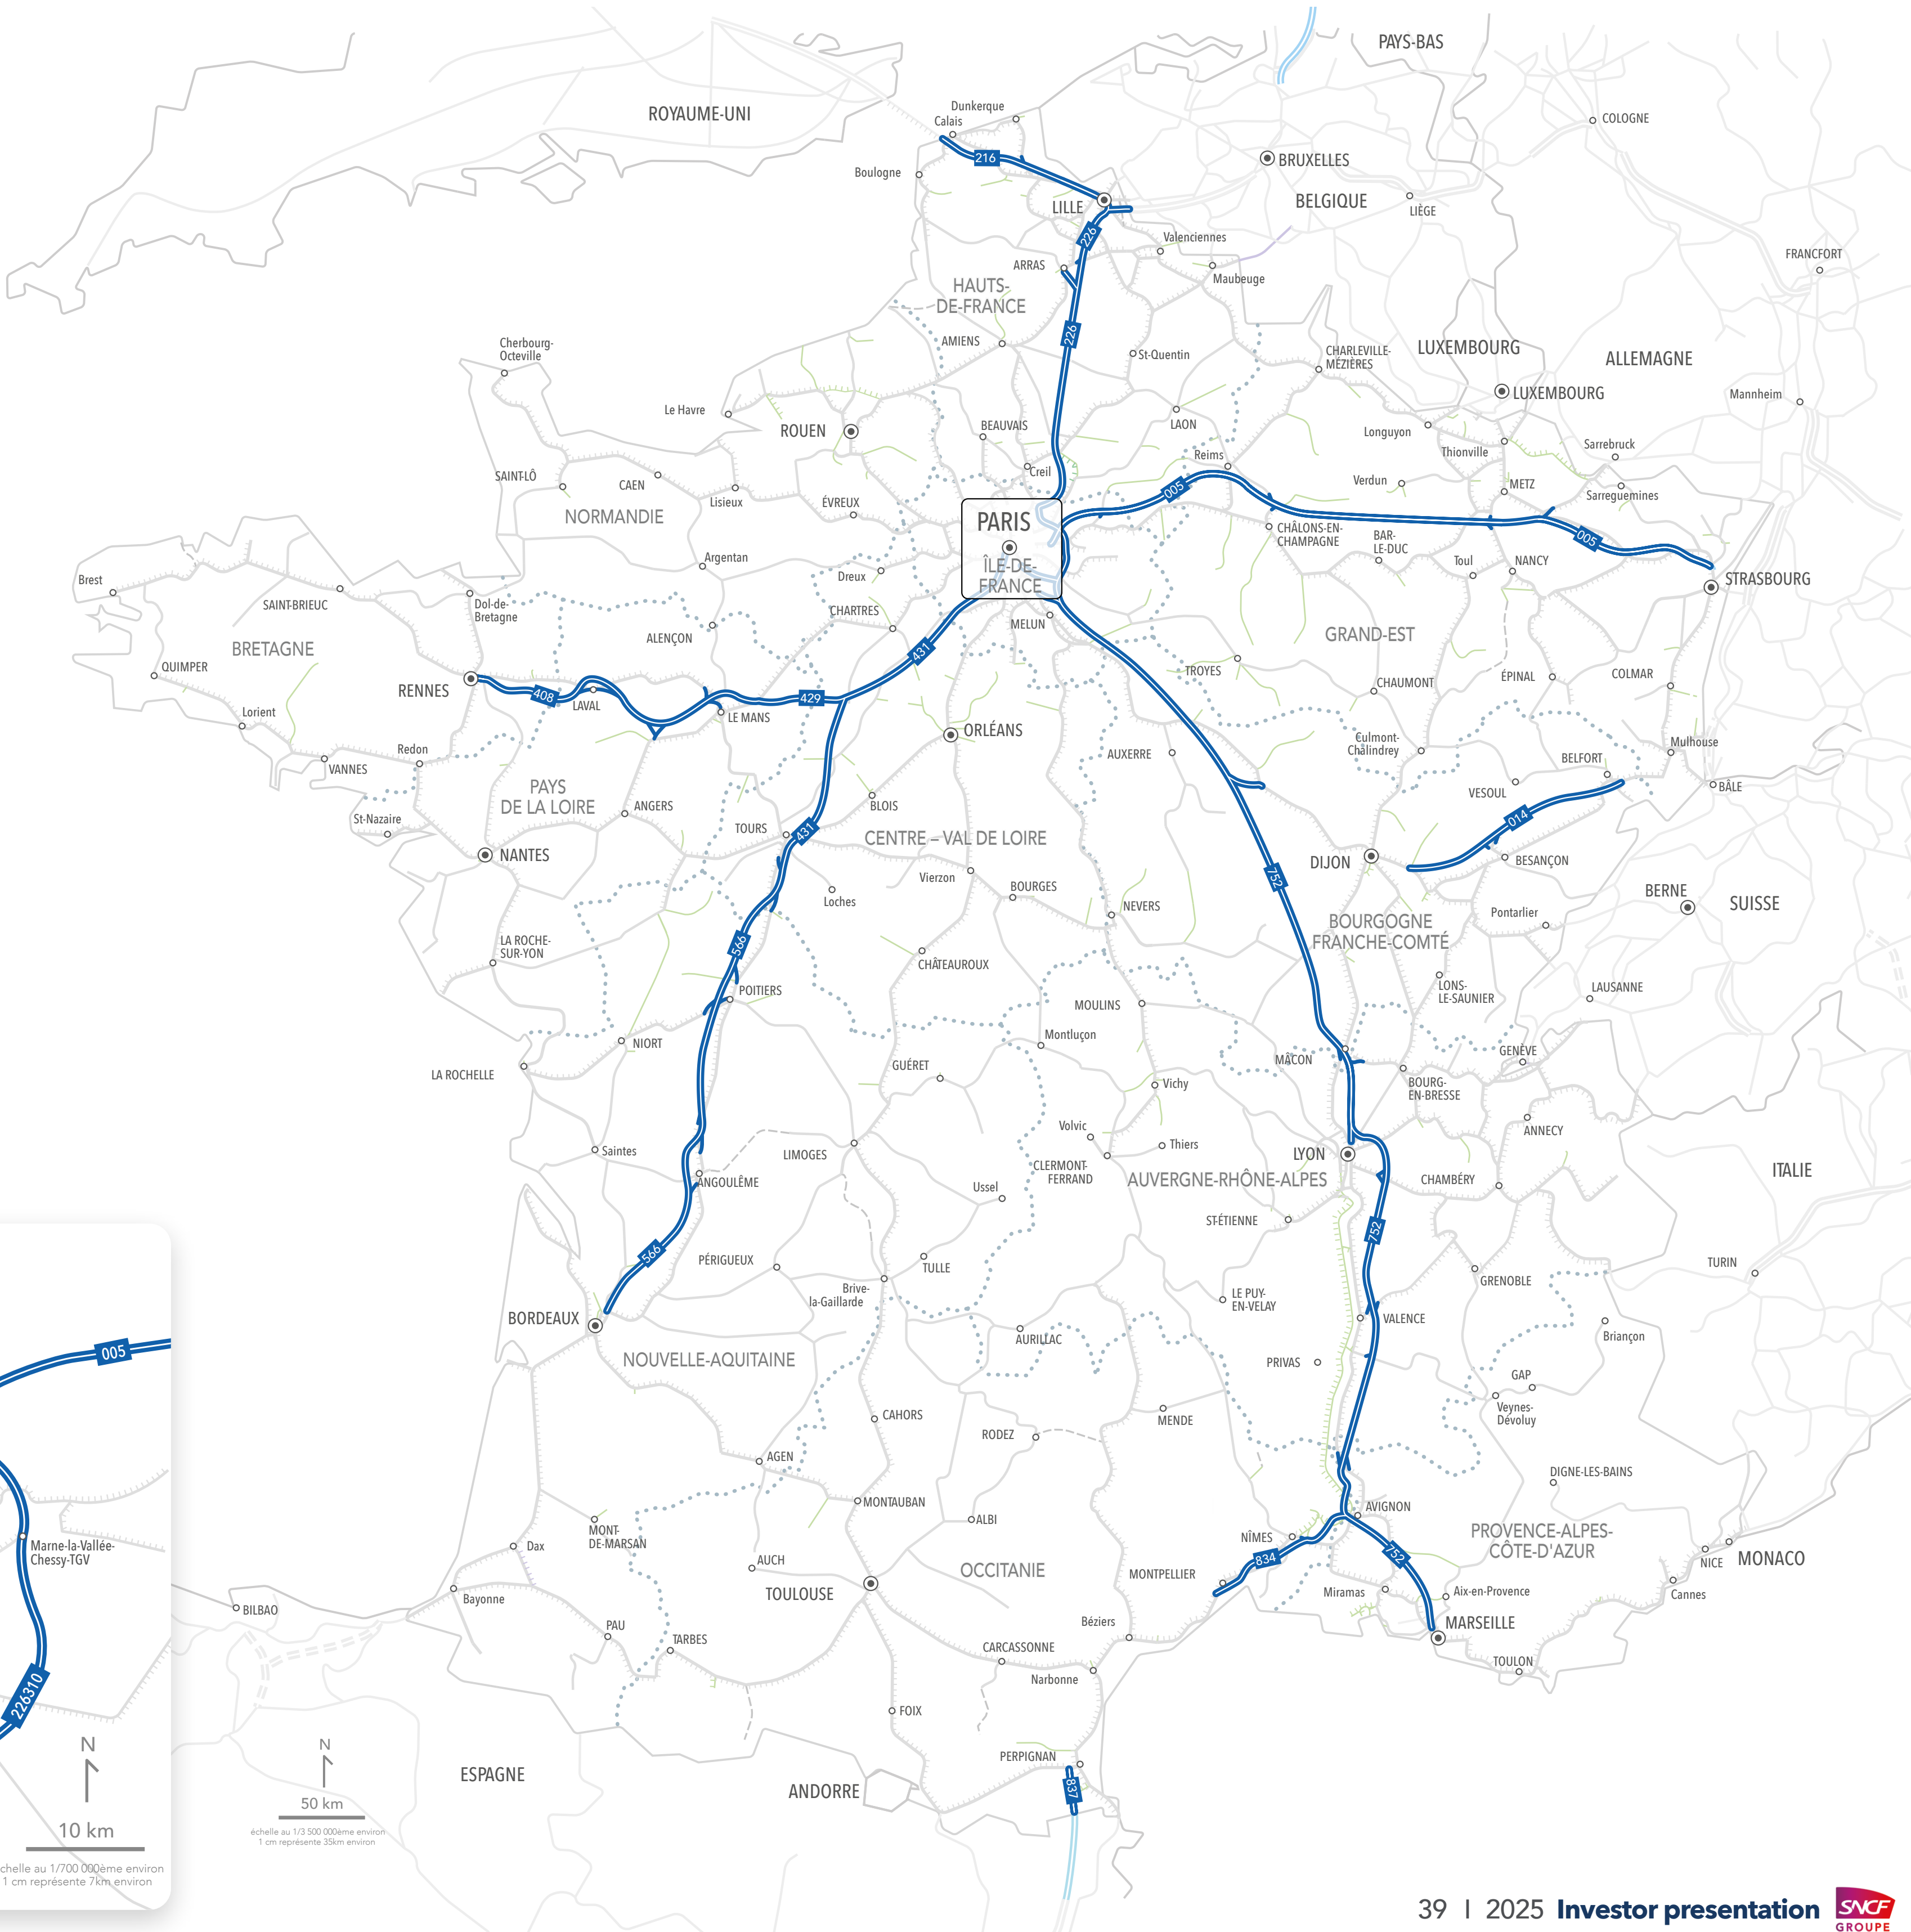 PAYS-BAS
ROYAUME-UNI
Dunkerque
Calais
COLOGNE
216
BRUXELLES
Boulogne
LILLE
BELGIQUE
LIÈGE
226
Valenciennes
FRANCFORT
ARRAS
Maubeuge
HAUTS-
DE-FRANCE
226
AMIENS
St-Quentin
Cherbourg-
Octeville
CHARLEVILLE-
MÉZIÈRES
LUXEMBOURG
ALLEMAGNE
LUXEMBOURG
Mannheim
Le Havre
ROUEN
BEAUVAIS
LAON
Longuyon
Thionville
Sarrebruck
Creil
Reims
SAINT-LÔ
CAEN
Lisieux
ÉVREUX
Verdun
METZ
Sarreguemines
005
NORMANDIE
PARIS
ÎLE-DE-
FRANCE
CHÂLONS-EN-
CHAMPAGNE
BAR-
LE-DUC
005
Toul
NANCY
Argentan
Dreux
STRASBOURG
Brest
SAINT-BRIEUC
Dol-de-
Bretagne
CHARTRES
MELUN
ALENÇON
BRETAGNE
431
GRAND-EST
QUIMPER
TROYES
CHAUMONT
ÉPINAL
COLMAR
RENNES
408
LAVAL
429
LE MANS
Lorient
ORLÉANS
AUXERRE
Culmont-
Chalindrey
Mulhouse
Redon
VANNES
BELFORT
VESOUL
BÂLE
PAYS
DE LA LOIRE
ANGERS
BLOIS
St-Nazaire
TOURS
431
CENTRE – VAL DE LOIRE
014
NANTES
DIJON
BESANÇON
752
Vierzon
BOURGES
Loches
BERNE
SUISSE
NEVERS
Pontarlier
BOURGOGNE
FRANCHE-COMTÉ
LA ROCHE-
SUR-YON
566
CHÂTEAUROUX
POITIERS
LONS-
LE-SAUNIER
LAUSANNE
MOULINS
NIORT
Montluçon
MÂCON
GENÈVE
LA ROCHELLE
GUÉRET
Vichy
BOURG-
EN-BRESSE
ANNECY
Volvic
Thiers
Saintes
LIMOGES
LYON
CLERMONT-
FERRAND
AUVERGNE-RHÔNE-ALPES
CHAMBÉRY
ITALIE
ANGOULÊME
Ussel
ST-ÉTIENNE
752
566
PÉRIGUEUX
TULLE
GRENOBLE
TURIN
Brive-
la-Gaillarde
LE PUY-
EN-VELAY
BORDEAUX
VALENCE
AURILLAC
Briançon
005
NOUVELLE-AQUITAINE
PRIVAS
GAP
Veynes-
Dévoluy
CAHORS
MENDE
RODEZ
AGEN
DIGNE-LES-BAINS
MONTAUBAN
AVIGNON
ALBI
Marne-la-Vallée-
Chessy-TGV
MONT-
DE-MARSAN
NÎMES
PROVENCE-ALPES-
CÔTE-D'AZUR
Dax
834
752
NICE
MONACO
AUCH
OCCITANIE
MONTPELLIER
TOULOUSE
Miramas
Aix-en-Provence
Cannes
Bayonne
BILBAO
MARSEILLE
Béziers
PAU
TARBES
CARCASSONNE
TOULON
Narbonne
226310
FOIX
N
10 km
chelle au 1/700 000ème environ
1 cm représente 7km environ
N
50 km
échelle au 1/3 500 000ème environ
1 cm représente 35km environ
PERPIGNAN
ESPAGNE
ANDORRE
837
39 I 2025 Investor presentation
SNCF
GROUPE